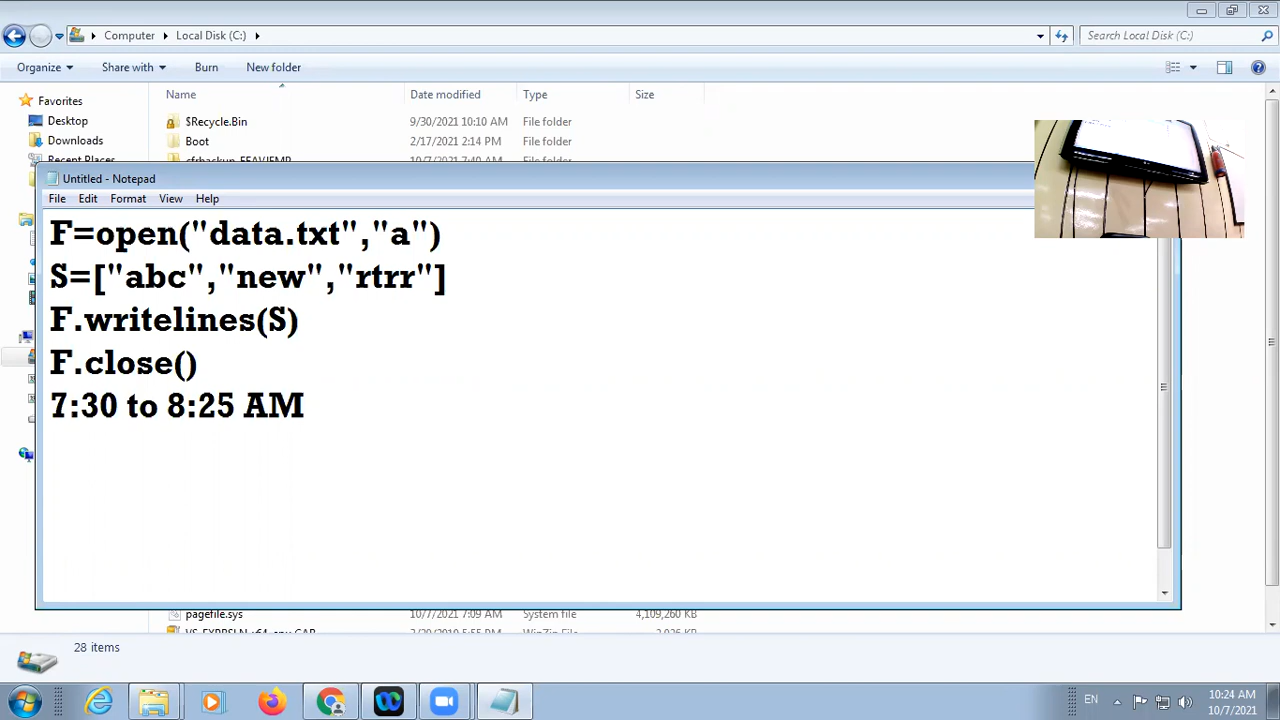 Computer Local Disk (C:)
Search Local Disk (C:)
Organize Share with Burn New folder
Name Date modified Type Size
Favorites
Desktop
Downloads
Recent Places
$Recycle.Bin 9/30/2021 10:10 AM File folder
Boot 2/17/2021 2:14 PM File folder
File folder
Untitled - Notepad
File Edit Format View Help
F=open("data.txt","a")
S=["abc","new","rtrr"]
F.writelines(S)
F.close()
7:30 to 8:25 AM
pagefile.sys 10/7/2021 7:09 AM System file 4,109,260 KB
28 items
EN
10:24 AM
10/7/2021